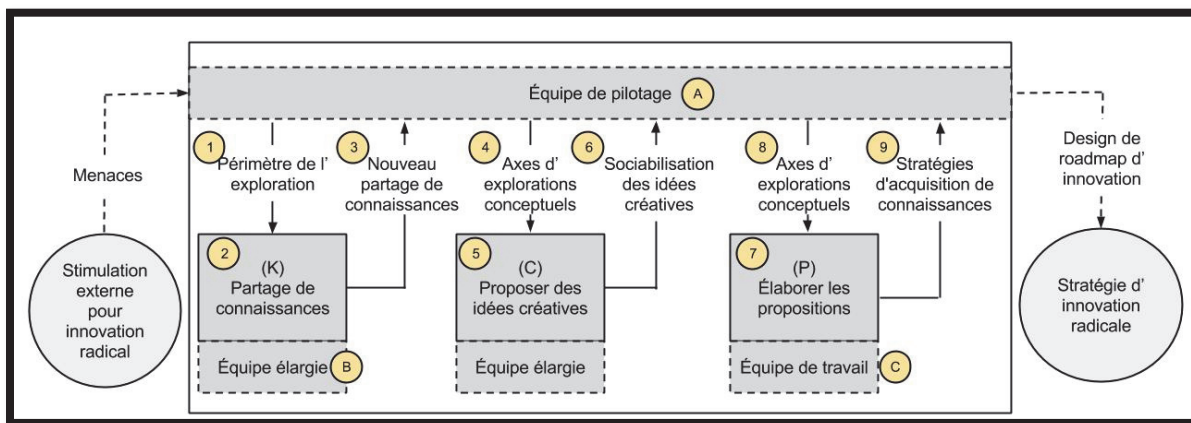 Équipe de pilotage A
1
Périmètre de l'
exploration
3
Nouveau
partage de
connaissances
4
Axes d'
explorations
conceptuels
6
Sociabilisation
des idées
créatives
8
Axes d'
explorations
conceptuels
9
Stratégies
d'acquisition de
connaissances
Menaces
Design de
roadmap d'
innovation
Stimulation
externe
pour
innovation
radical
2
(K)
Partage de
connaissances
Équipe élargie B
5
(C)
Proposer des
idées créatives
Équipe élargie
7
(P)
Élaborer les
propositions
Équipe de travail C
Stratégie d'
innovation
radicale